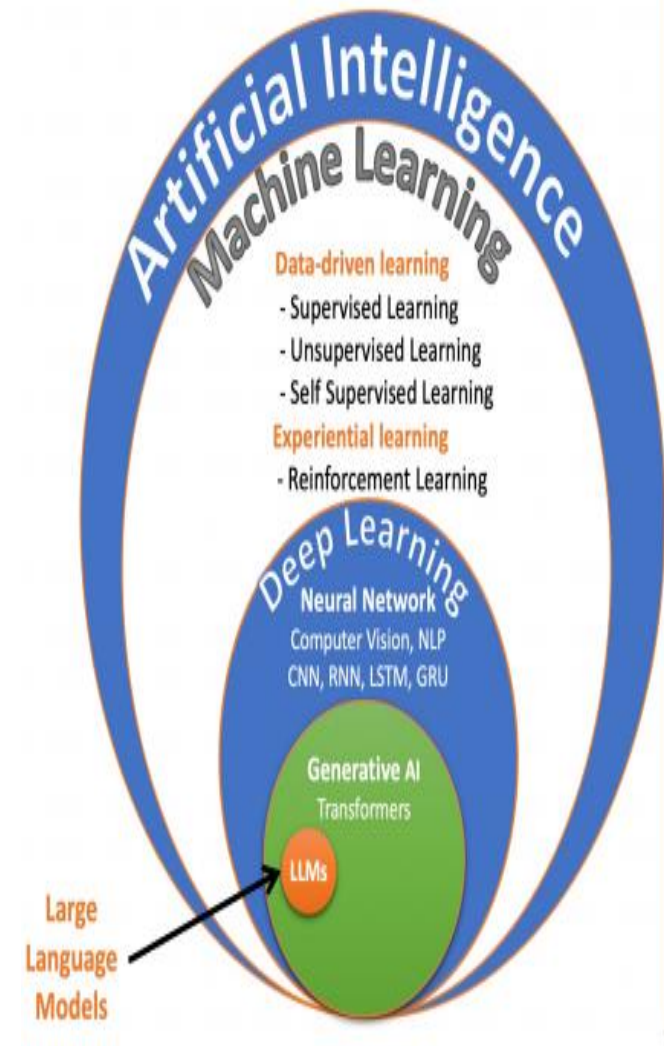 Artificial Intelligence
Machine Learning
Data-driven learning
- Supervised Learning
- Unsupervised Learning
- Self Supervised Learning
Experiential learning
- Reinforcement Learning
Deep Learning
Neural Network
Computer Vision, NLP
CNN, RNN, LSTM, GRU
Generative AI
Transformers
LLMs
Large
Language
Models